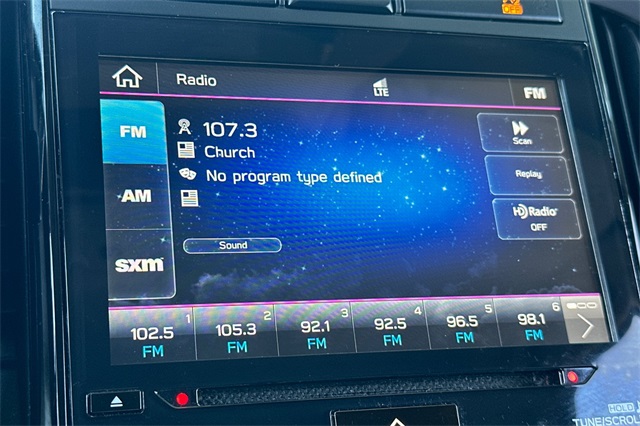 OFF
Radio
LTE
FM
FM
AM
sxm
107.3
Church
No program type defined
Sound
Scan
Replay
HD Radio
OFF
1 2 3 4 5 6
102.5 105.3 92.1 92.5 96.5 98.1
FM FM FM FM FM FM
HOLD
TUNE/SCROLL